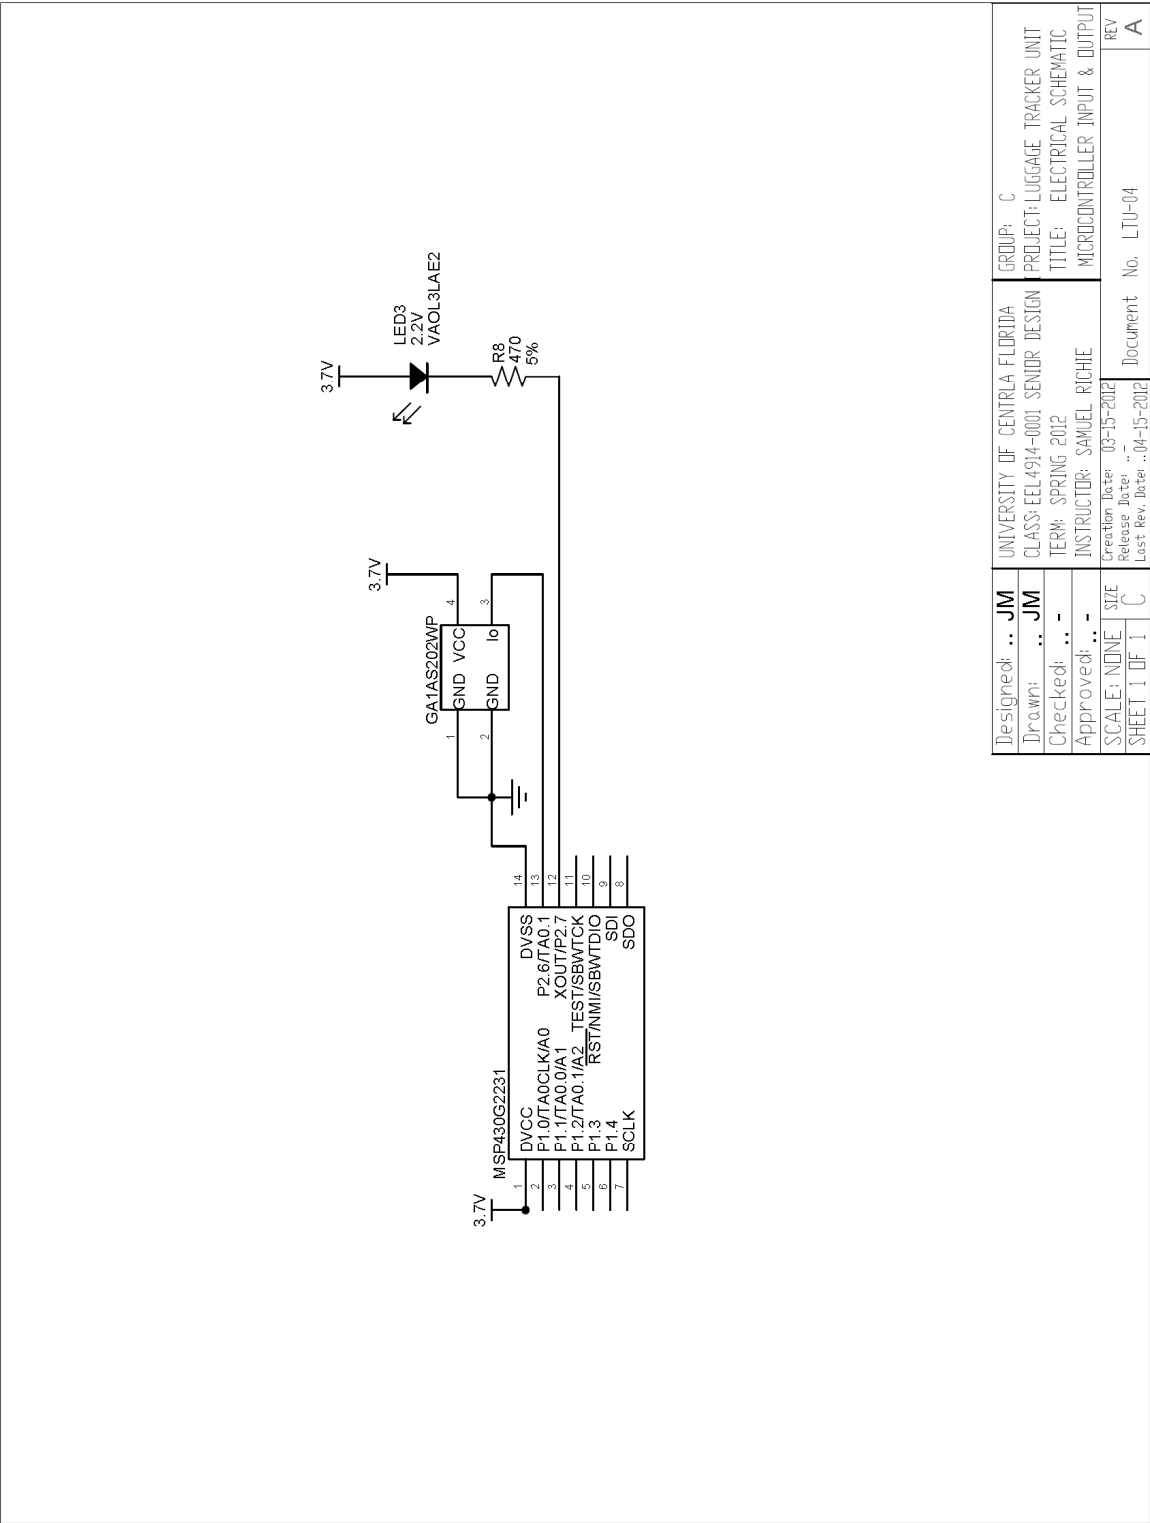 3.7V
MSP430G2231
1
2
3
4
5
6
7
DVCC
P1.0/TA0CLK/A0
P1.1/TA0.0/A1
P1.2/TA0.1/A2
P1.3
P1.4
SCLK
DVSS
P2.6/TA0.1
XOUT/P2.7
TEST/SBWTCK
RST/NMI/SBWTDIO
SDI
SDO
14
13
12
11
10
9
8
GA1AS202WP
1
2
GND VCC
GND Io
4
3
3.7V
3.7V
LED3
2.2V
VAOL3LAE2
R8
470
5%
Designed: .. JM
Drawn: .. JM
Checked: .. -
Approved: .. -
SCALE: NONE
SHEET 1 OF 1
SIZE
C
UNIVERSITY OF CENTRLA FLORIDA
CLASS: EEL4914-0001 SENIOR DESIGN I
TERM: SPRING 2012
INSTRUCTOR: SAMUEL RICHIE
Creation Date: 03-15-2012
Release Date: .. -
Last Rev. Date: .. 04-15-2012
GROUP: C
PROJECT: LUGGAGE TRACKER UNIT
TITLE: ELECTRICAL SCHEMATIC
MICROCONTROLLER INPUT & OUTPUT
Document No. LTU-04
REV
A